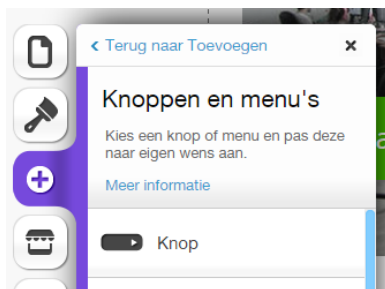 < Terug naar Toevoegen
Knoppen en menu's
Kies een knop of menu en pas deze
naar eigen wens aan.
Meer informatie
Knop